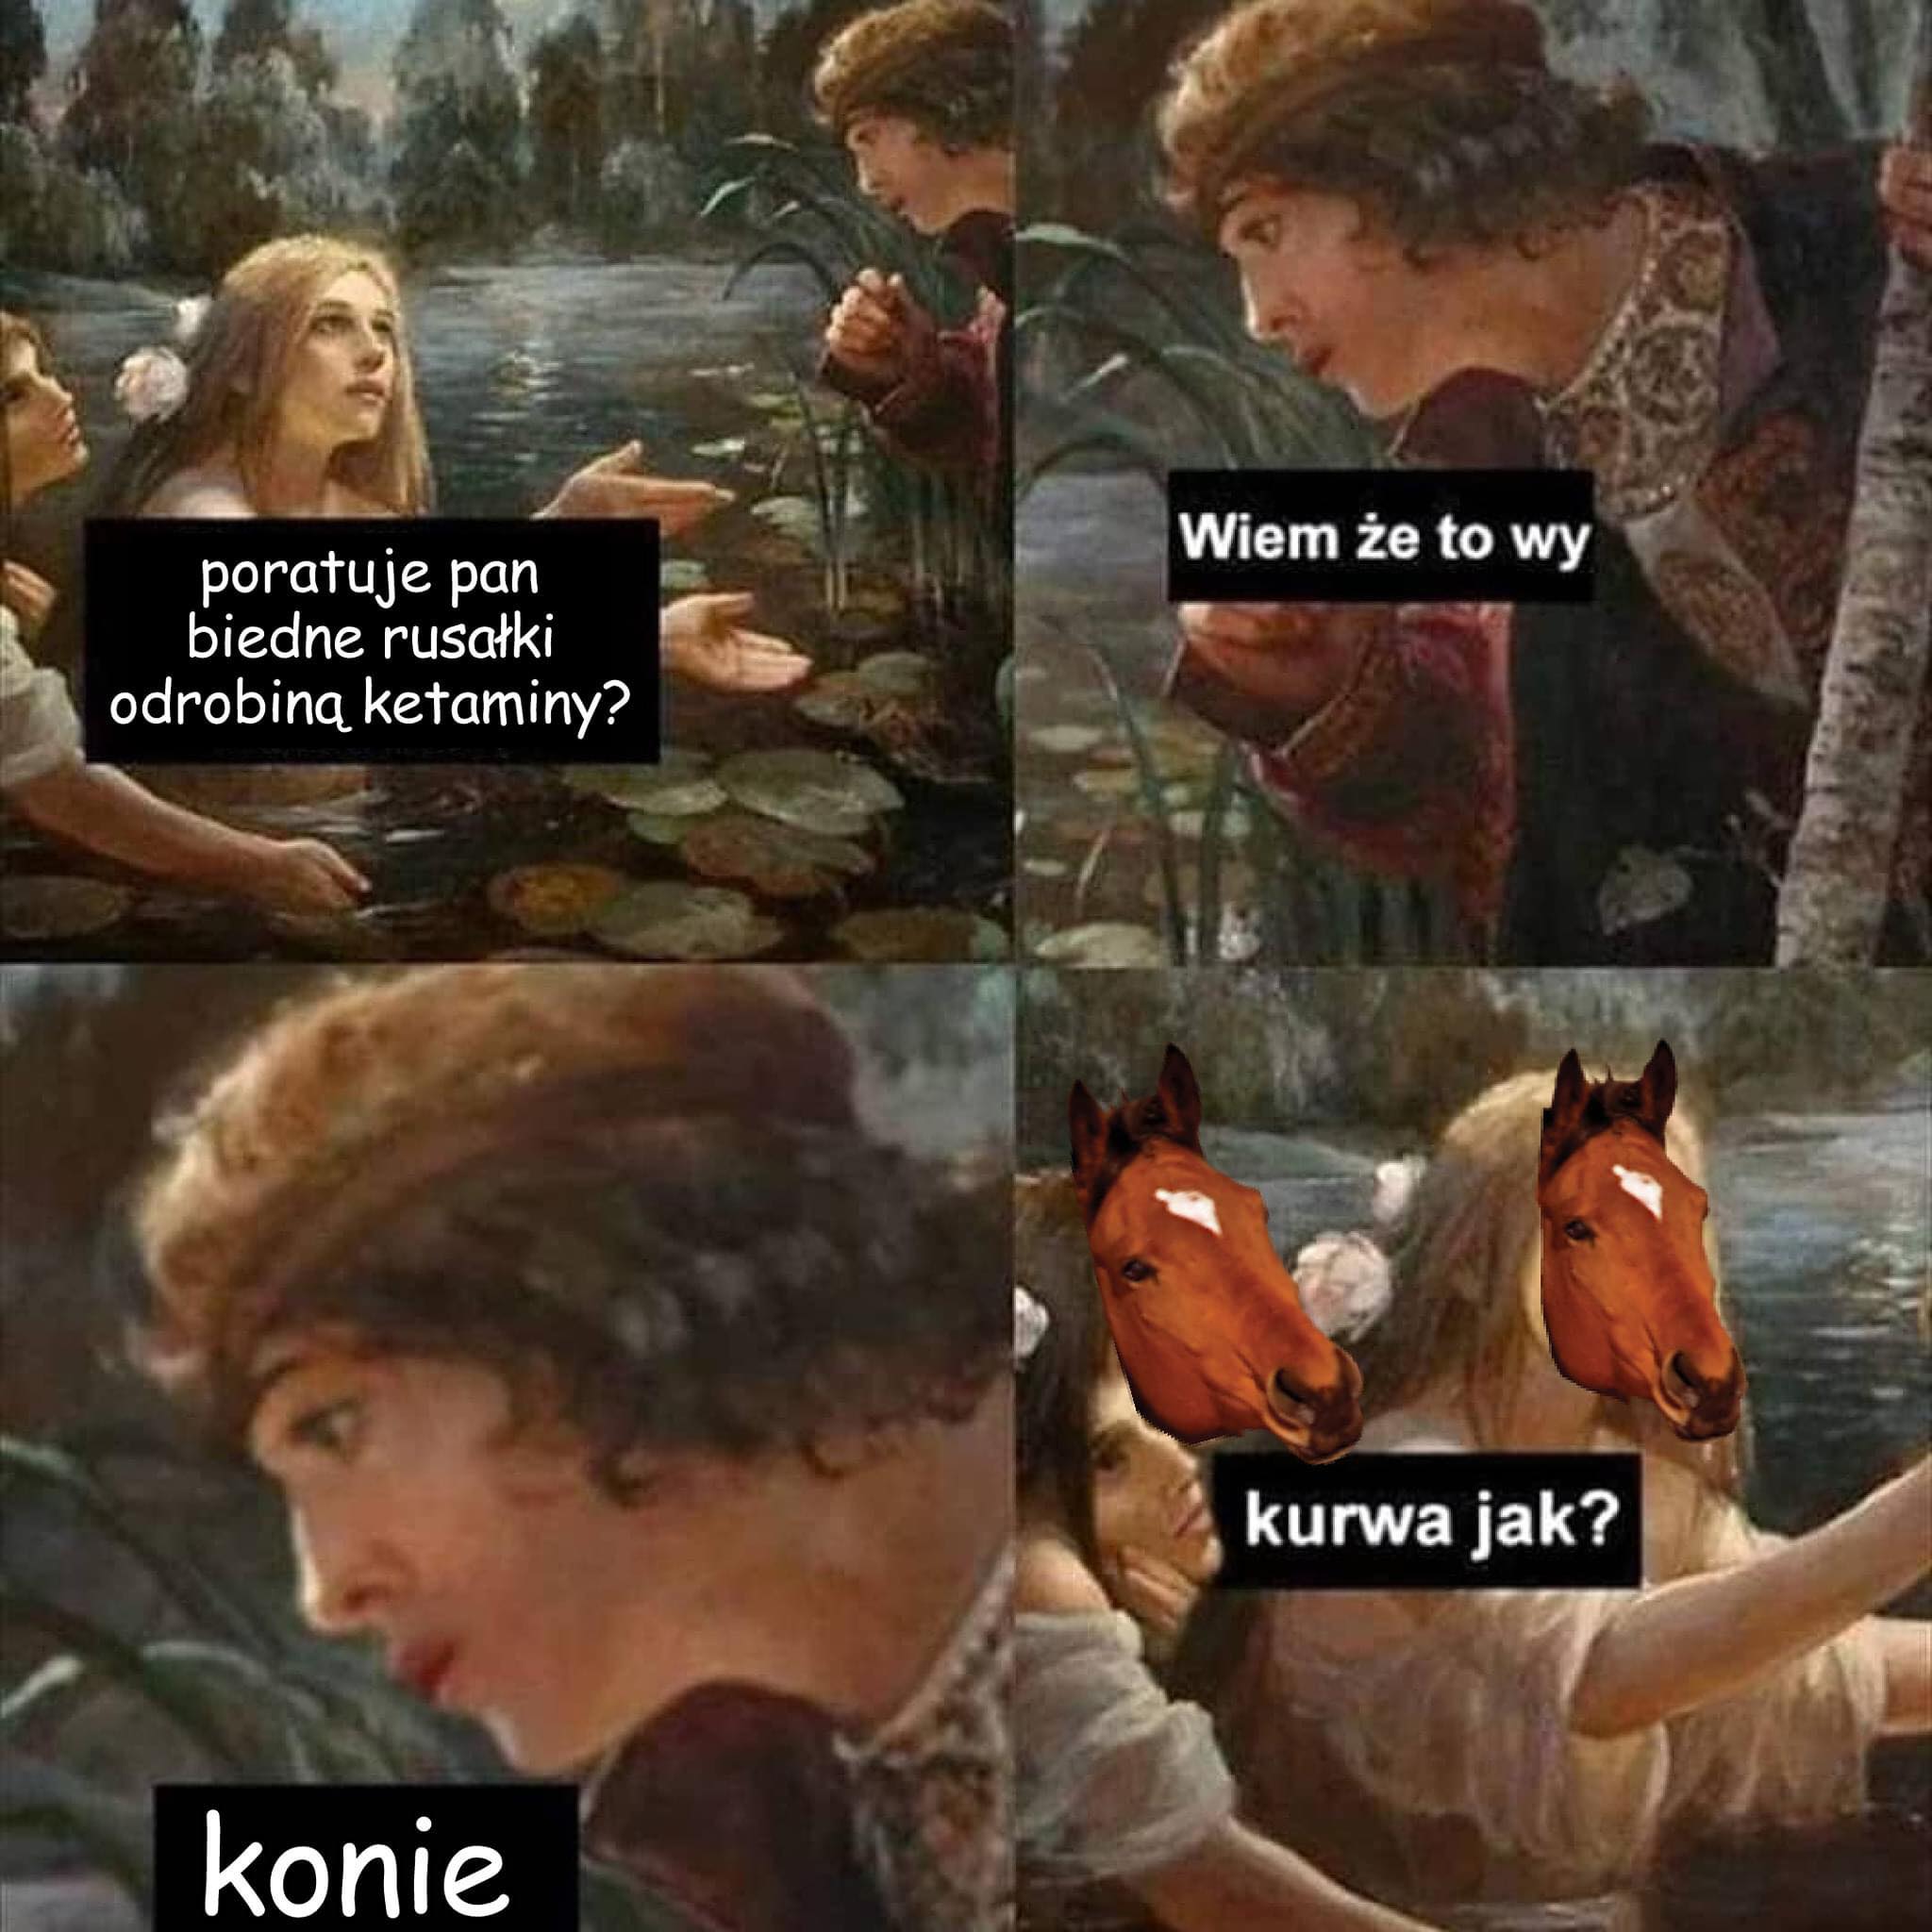 poratuje pan
biedne rusałki
odrobiną ketaminy?
Wiem że to wy
konie
kurwa jak?